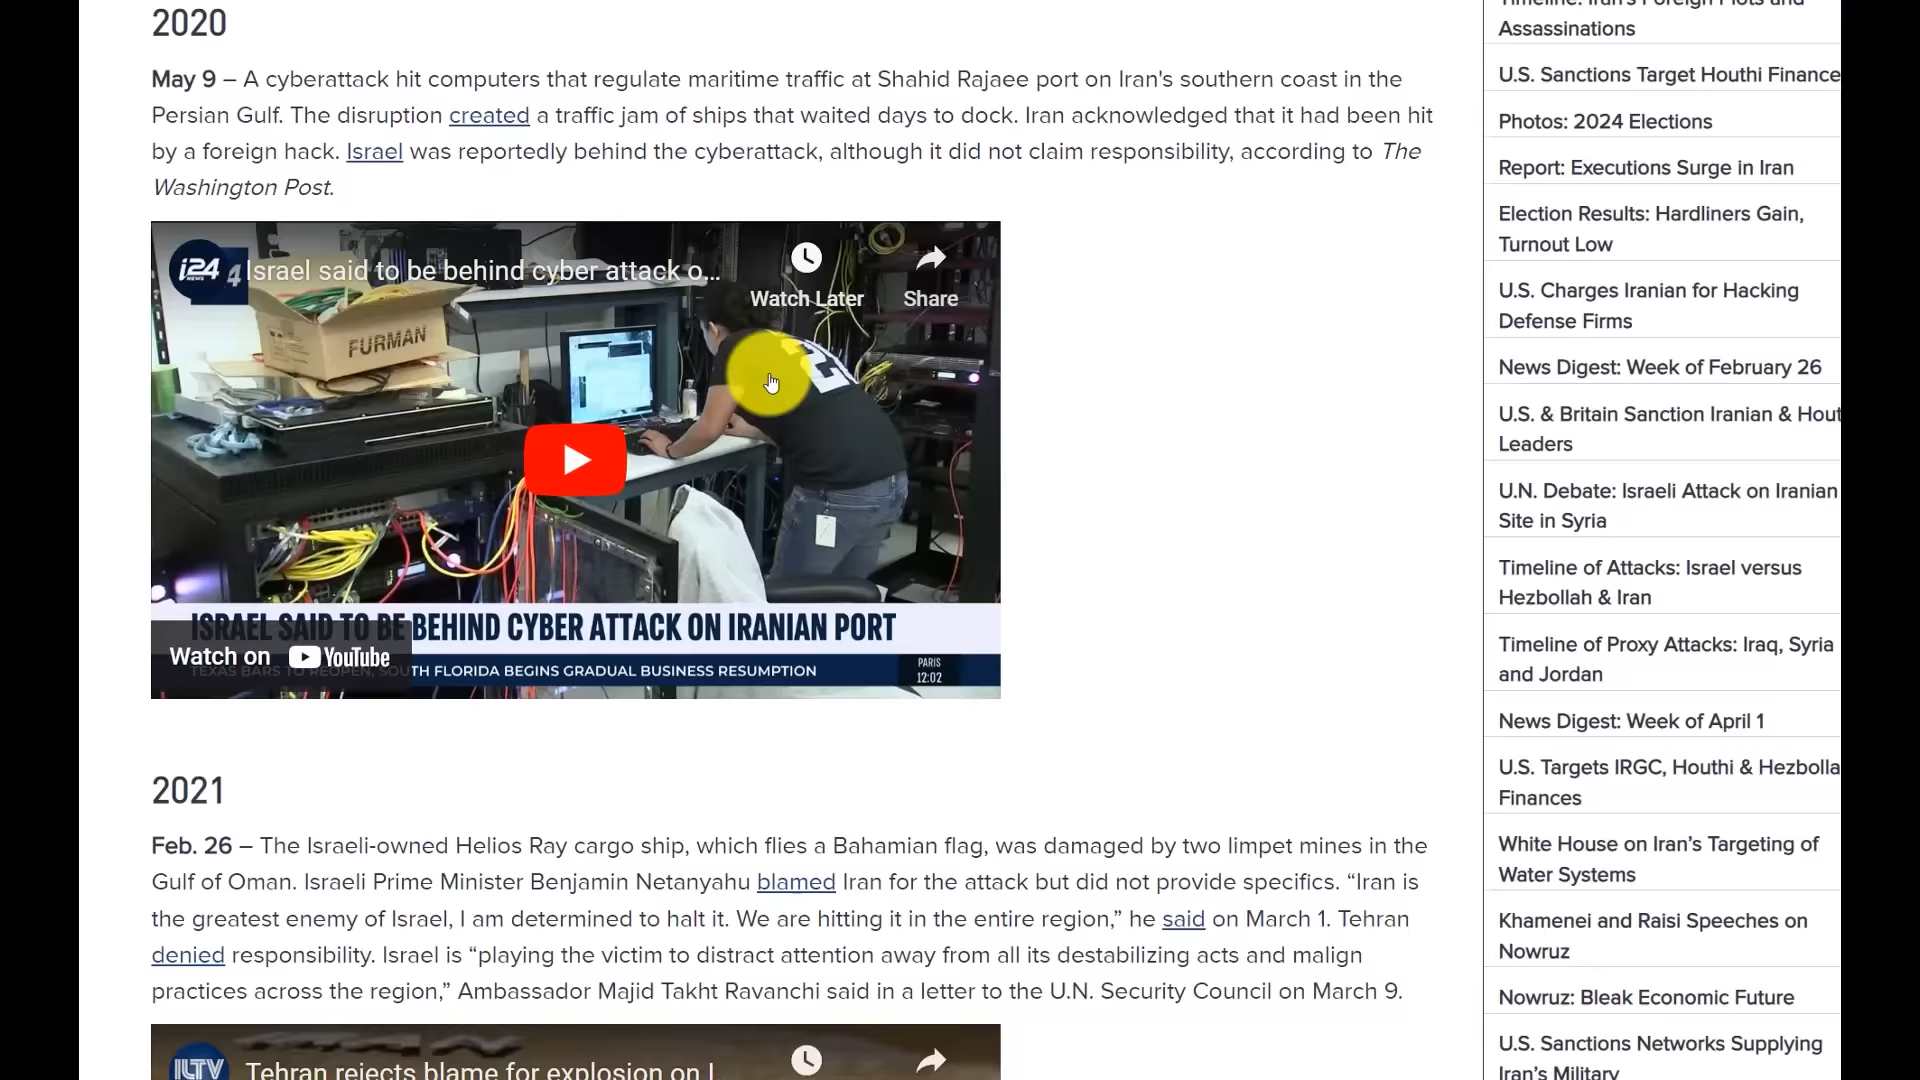 2020
May 9 – A cyberattack hit computers that regulate maritime traffic at Shahid Rajaee port on Iran's southern coast in the
Persian Gulf. The disruption created a traffic jam of ships that waited days to dock. Iran acknowledged that it had been hit
by a foreign hack. Israel was reportedly behind the cyberattack, although it did not claim responsibility, according to The
Washington Post.
i24
NEWS
Israel said to be behind cyber attack o...
Watch Later
Share
FURMAN
ISRAEL SAID TO BE BEHIND CYBER ATTACK ON IRANIAN PORT
Watch on YouTube
TEXAS BARS TO REOPEN, SOUTH FLORIDA BEGINS GRADUAL BUSINESS RESUMPTION
PARIS
12:02
2021
Feb. 26 – The Israeli-owned Helios Ray cargo ship, which flies a Bahamian flag, was damaged by two limpet mines in the
Gulf of Oman. Israeli Prime Minister Benjamin Netanyahu blamed Iran for the attack but did not provide specifics. “Iran is
the greatest enemy of Israel, I am determined to halt it. We are hitting it in the entire region,” he said on March 1. Tehran
denied responsibility. Israel is “playing the victim to distract attention away from all its destabilizing acts and malign
practices across the region,” Ambassador Majid Takht Ravanchi said in a letter to the U.N. Security Council on March 9.
ILTV
Tehran rejects blame for explosion on I...
Timeline: Iran's Foreign Plots and
Assassinations
U.S. Sanctions Target Houthi Finance
Photos: 2024 Elections
Report: Executions Surge in Iran
Election Results: Hardliners Gain,
Turnout Low
U.S. Charges Iranian for Hacking
Defense Firms
News Digest: Week of February 26
U.S. & Britain Sanction Iranian & Hout
Leaders
U.N. Debate: Israeli Attack on Iranian
Site in Syria
Timeline of Attacks: Israel versus
Hezbollah & Iran
Timeline of Proxy Attacks: Iraq, Syria
and Jordan
News Digest: Week of April 1
U.S. Targets IRGC, Houthi & Hezbolla
Finances
White House on Iran’s Targeting of
Water Systems
Khamenei and Raisi Speeches on
Nowruz
Nowruz: Bleak Economic Future
U.S. Sanctions Networks Supplying
Iran’s Military